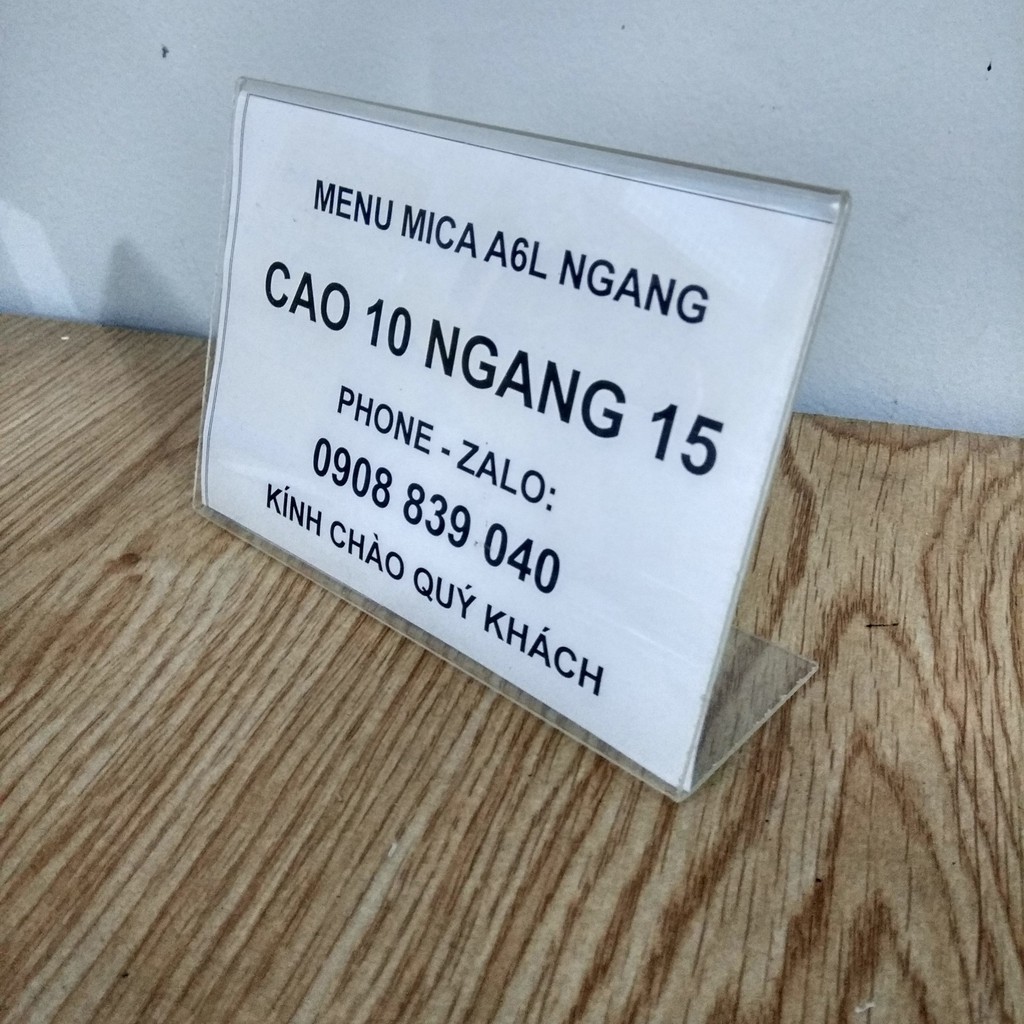 MENU MICA A6L NGANG
CAO 10 NGANG 15
PHONE - ZALO:
0908 839 040
KÍNH CHÀO QUÝ KHÁCH